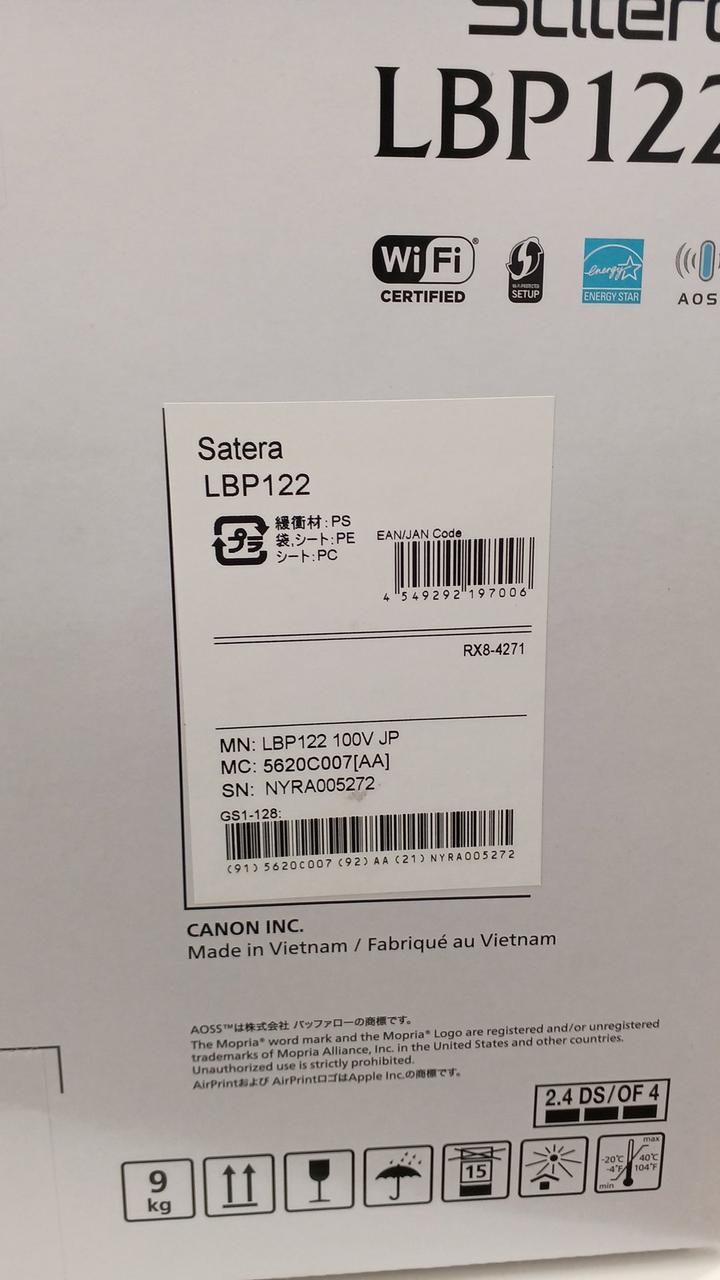 Satera
LBP122
Wi Fi®
CERTIFIED
WI-FI PROTECTED
SETUP
energy
ENERGY STAR
AOS
Satera
LBP122
プラ
緩衝材:PS
袋,シート:PE
シート:PC
EAN/JAN Code
4 549292 197006
RX8-4271
MN: LBP122 100V JP
MC: 5620C007[AA]
SN: NYRA005272
GS1-128:
(91) 5620C007 (92) AA (21) NYRA005272
CANON INC.
Made in Vietnam / Fabriqué au Vietnam
AOSS™は株式会社 バッファローの商標です。
The Mopria® word mark and the Mopria® Logo are registered and/or unregistered
trademarks of Mopria Alliance, Inc. in the United States and other countries.
Unauthorized use is strictly prohibited.
AirPrintおよび AirPrintロゴはApple Inc.の商標です。
2.4 DS/OF 4
9
kg
15
max
-20℃
-4°F
40℃
104°F
min